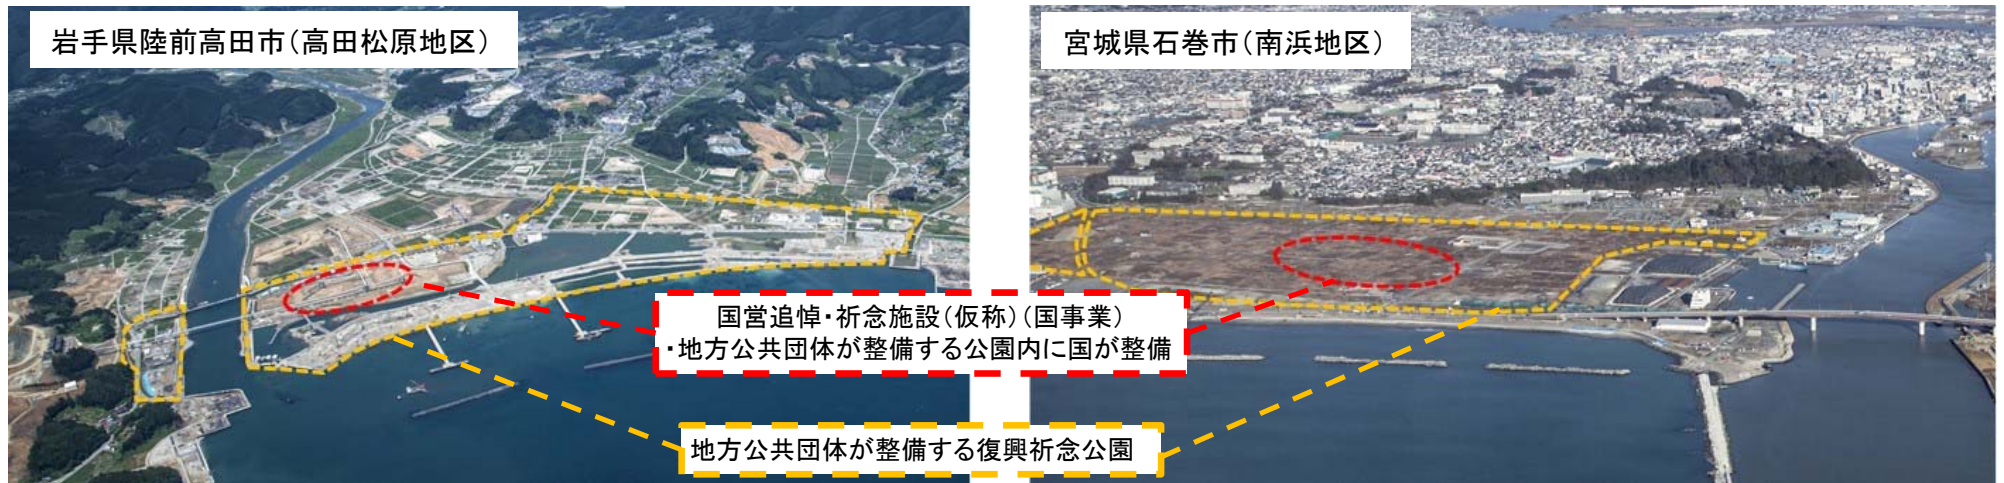 岩手県陸前高田市(高田松原地区)
宮城県石巻市(南浜地区)
国営追悼・祈念施設(仮称)(国事業)
・地方公共団体が整備する公園内に国が整備
地方公共団体が整備する復興祈念公園